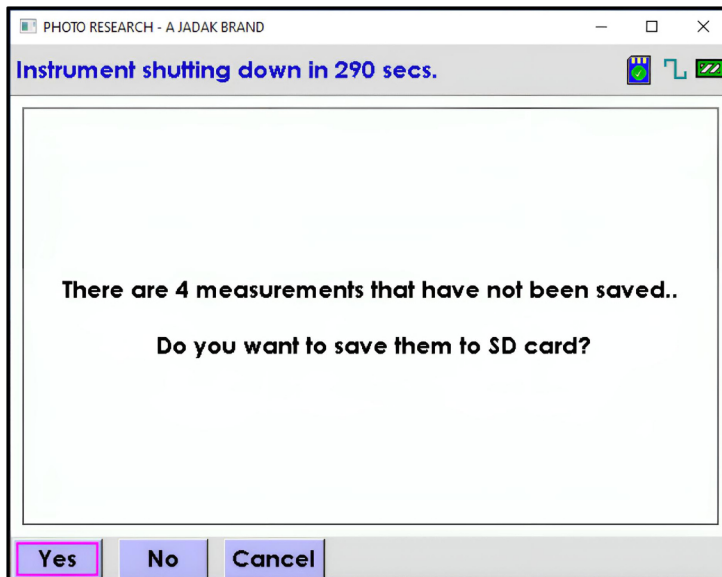 PHOTO RESEARCH - A JADAK BRAND
Instrument shutting down in 290 secs.
There are 4 measurements that have not been saved..
Do you want to save them to SD card?
Yes No Cancel